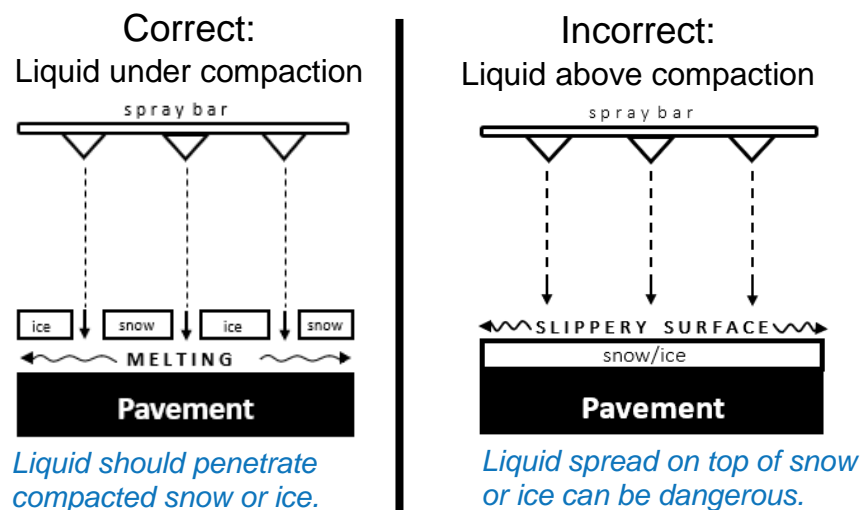 Correct:
Liquid under compaction
spray bar
ice
snow
ice
snow
MELTING
Pavement
Liquid should penetrate
compacted snow or ice.
Incorrect:
Liquid above compaction
spray bar
SLIPPERY SURFACE
snow/ice
Pavement
Liquid spread on top of snow
or ice can be dangerous.